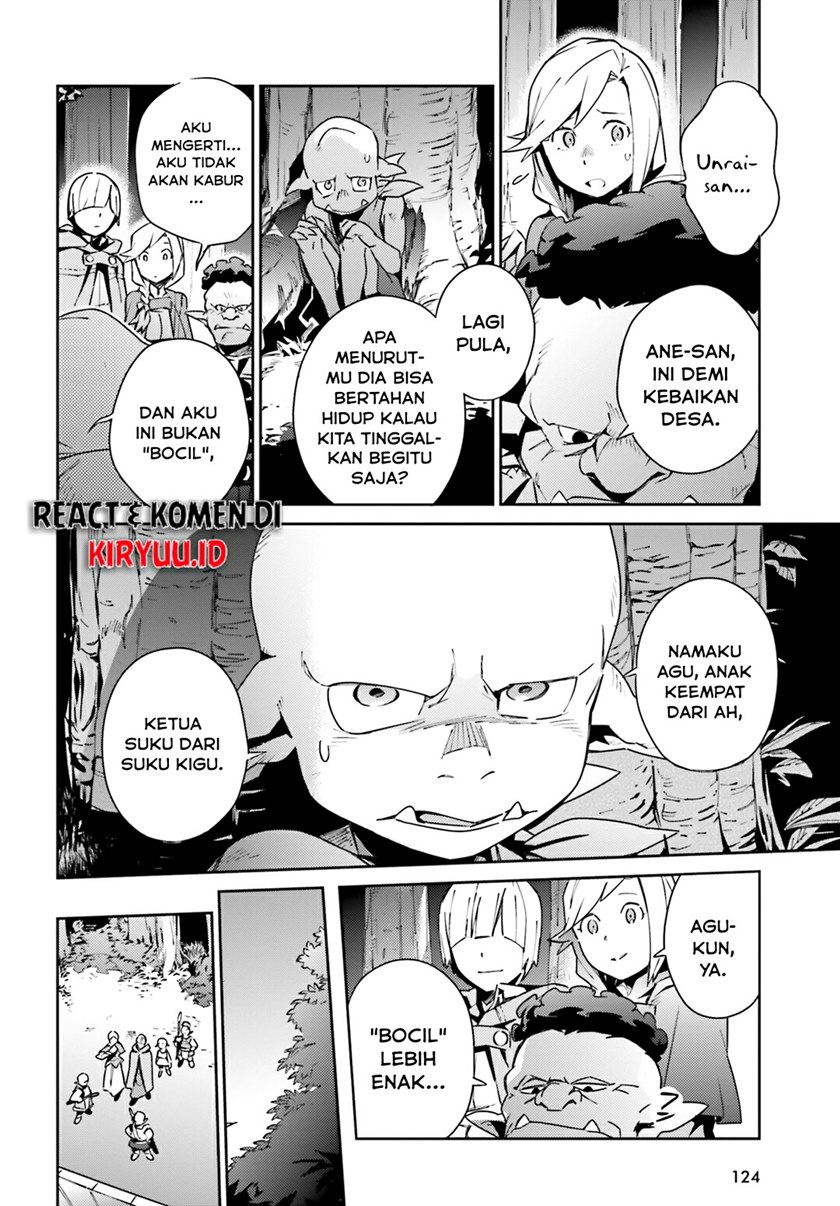 Unrai-
san...
ANE-SAN,
INI DEMI
KEBAIKAN
DESA.
LAGI
PULA,
APA
MENURUT-
MU DIA BISA
BERTAHAN
HIDUP KALAU
KITA TINGGAL-
KAN BEGITU
SAJA?
AKU
MENGERTI...
AKU TIDAK
AKAN KABUR
...
DAN AKU
INI BUKAN
"BOCIL",
REACT & KOMEN DI
KIRYUU.ID
NAMAKU
AGU, ANAK
KEEMPAT
DARI AH,
KETUA
SUKU DARI
SUKU KIGU.
AGU-
KUN,
YA.
"BOCIL"
LEBIH
ENAK...
124